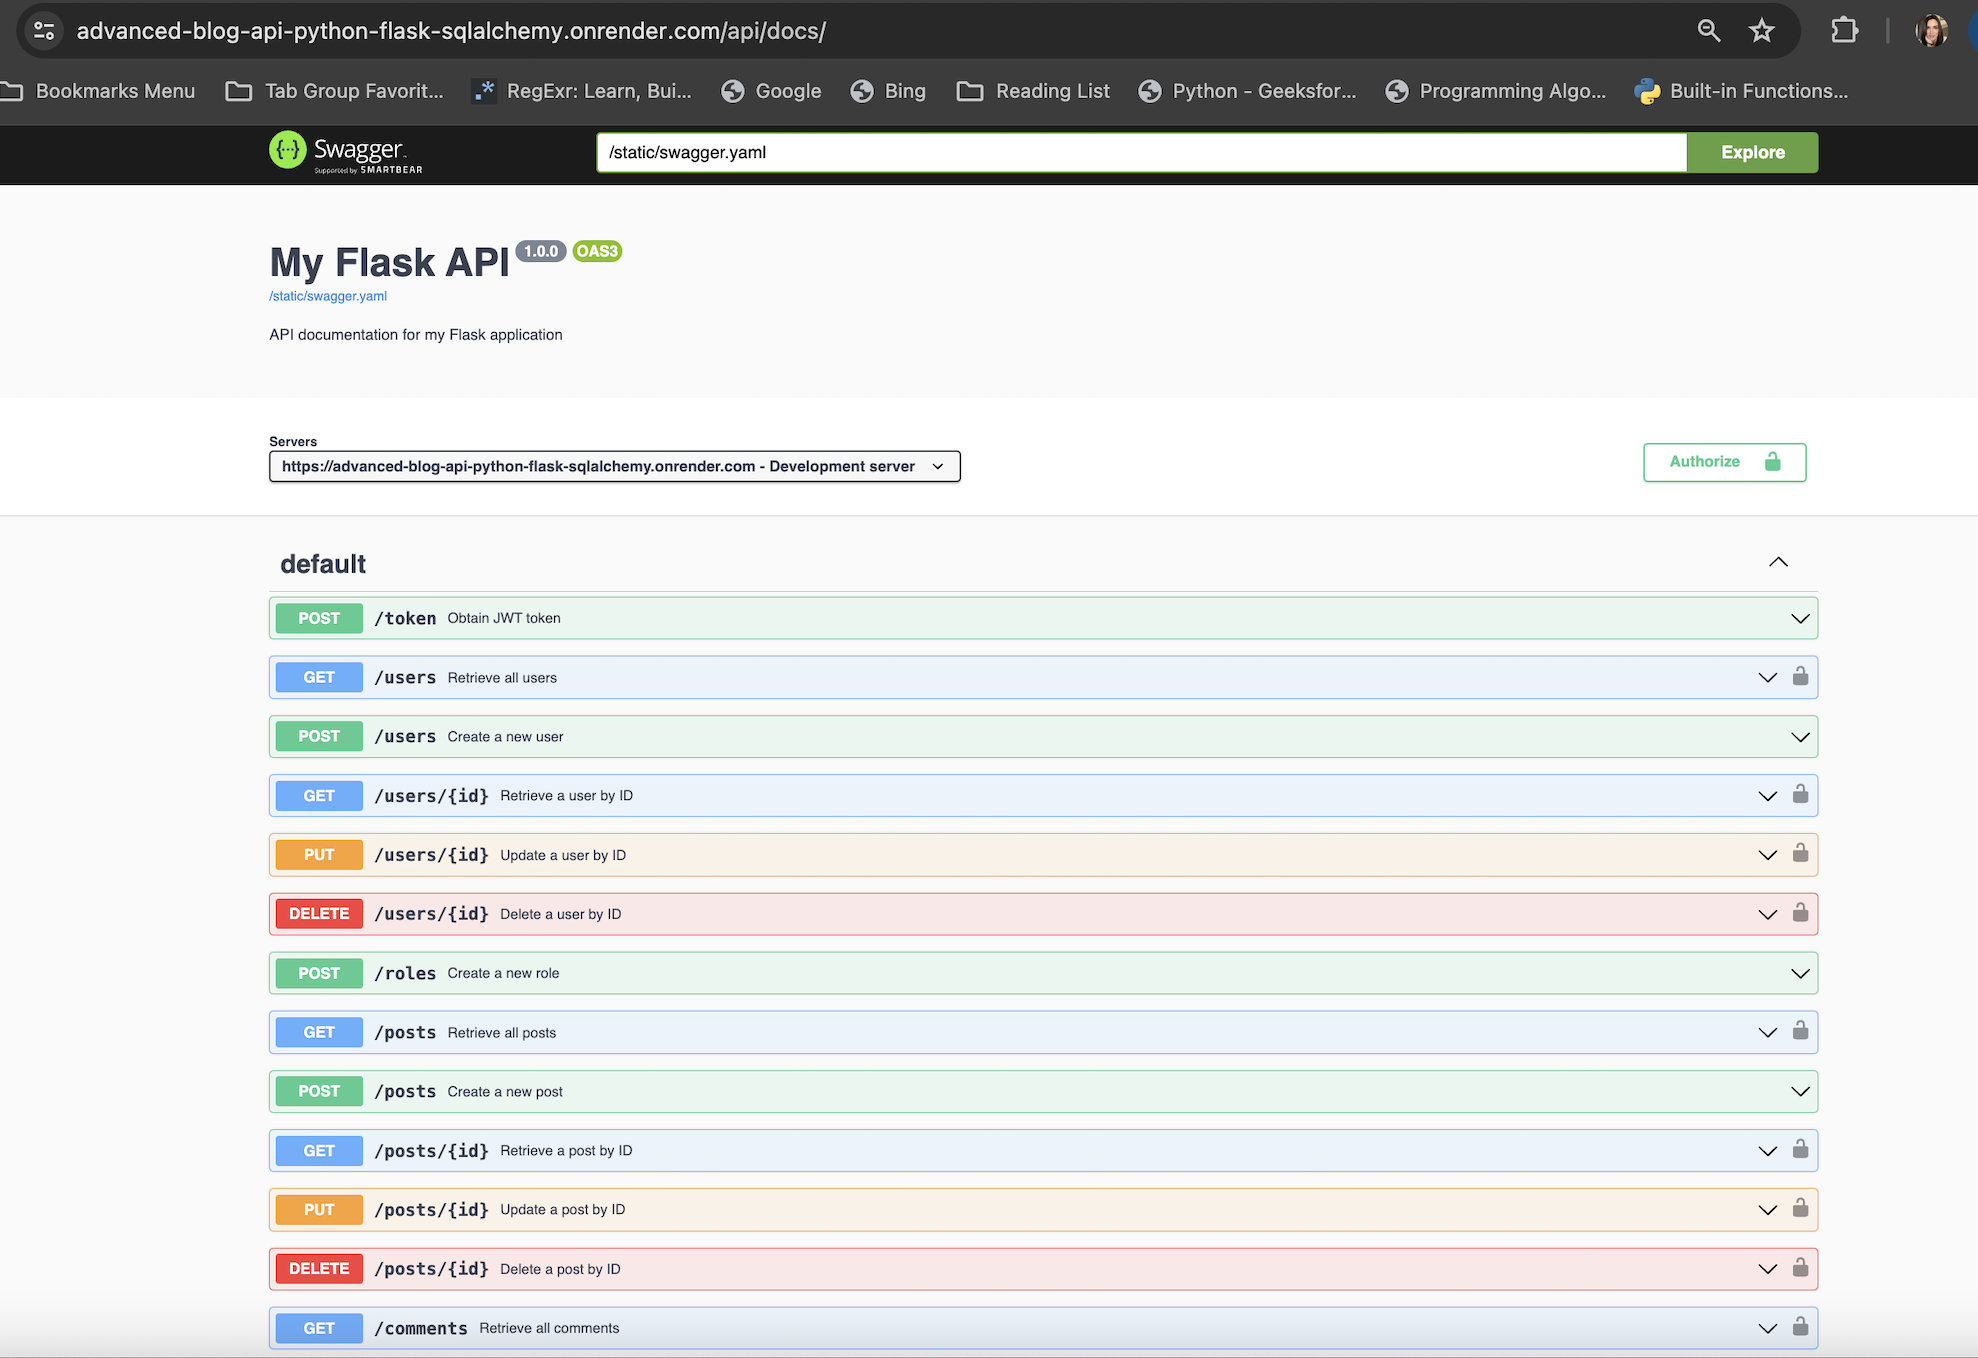 advanced-blog-api-python-flask-sqlalchemy.onrender.com/api/docs/
Bookmarks Menu Tab Group Favorit... RegExr: Learn, Bui... Google Bing Reading List Python - Geeksfor... Programming Algo... Built-in Functions...
Swagger
Supported by SMARTBEAR
/static/swagger.yaml Explore
My Flask API 1.0.0 OAS3
/static/swagger.yaml
API documentation for my Flask application
Servers
https://advanced-blog-api-python-flask-sqlalchemy.onrender.com - Development server
Authorize
default
POST /token Obtain JWT token
GET /users Retrieve all users
POST /users Create a new user
GET /users/{id} Retrieve a user by ID
PUT /users/{id} Update a user by ID
DELETE /users/{id} Delete a user by ID
POST /roles Create a new role
GET /posts Retrieve all posts
POST /posts Create a new post
GET /posts/{id} Retrieve a post by ID
PUT /posts/{id} Update a post by ID
DELETE /posts/{id} Delete a post by ID
GET /comments Retrieve all comments